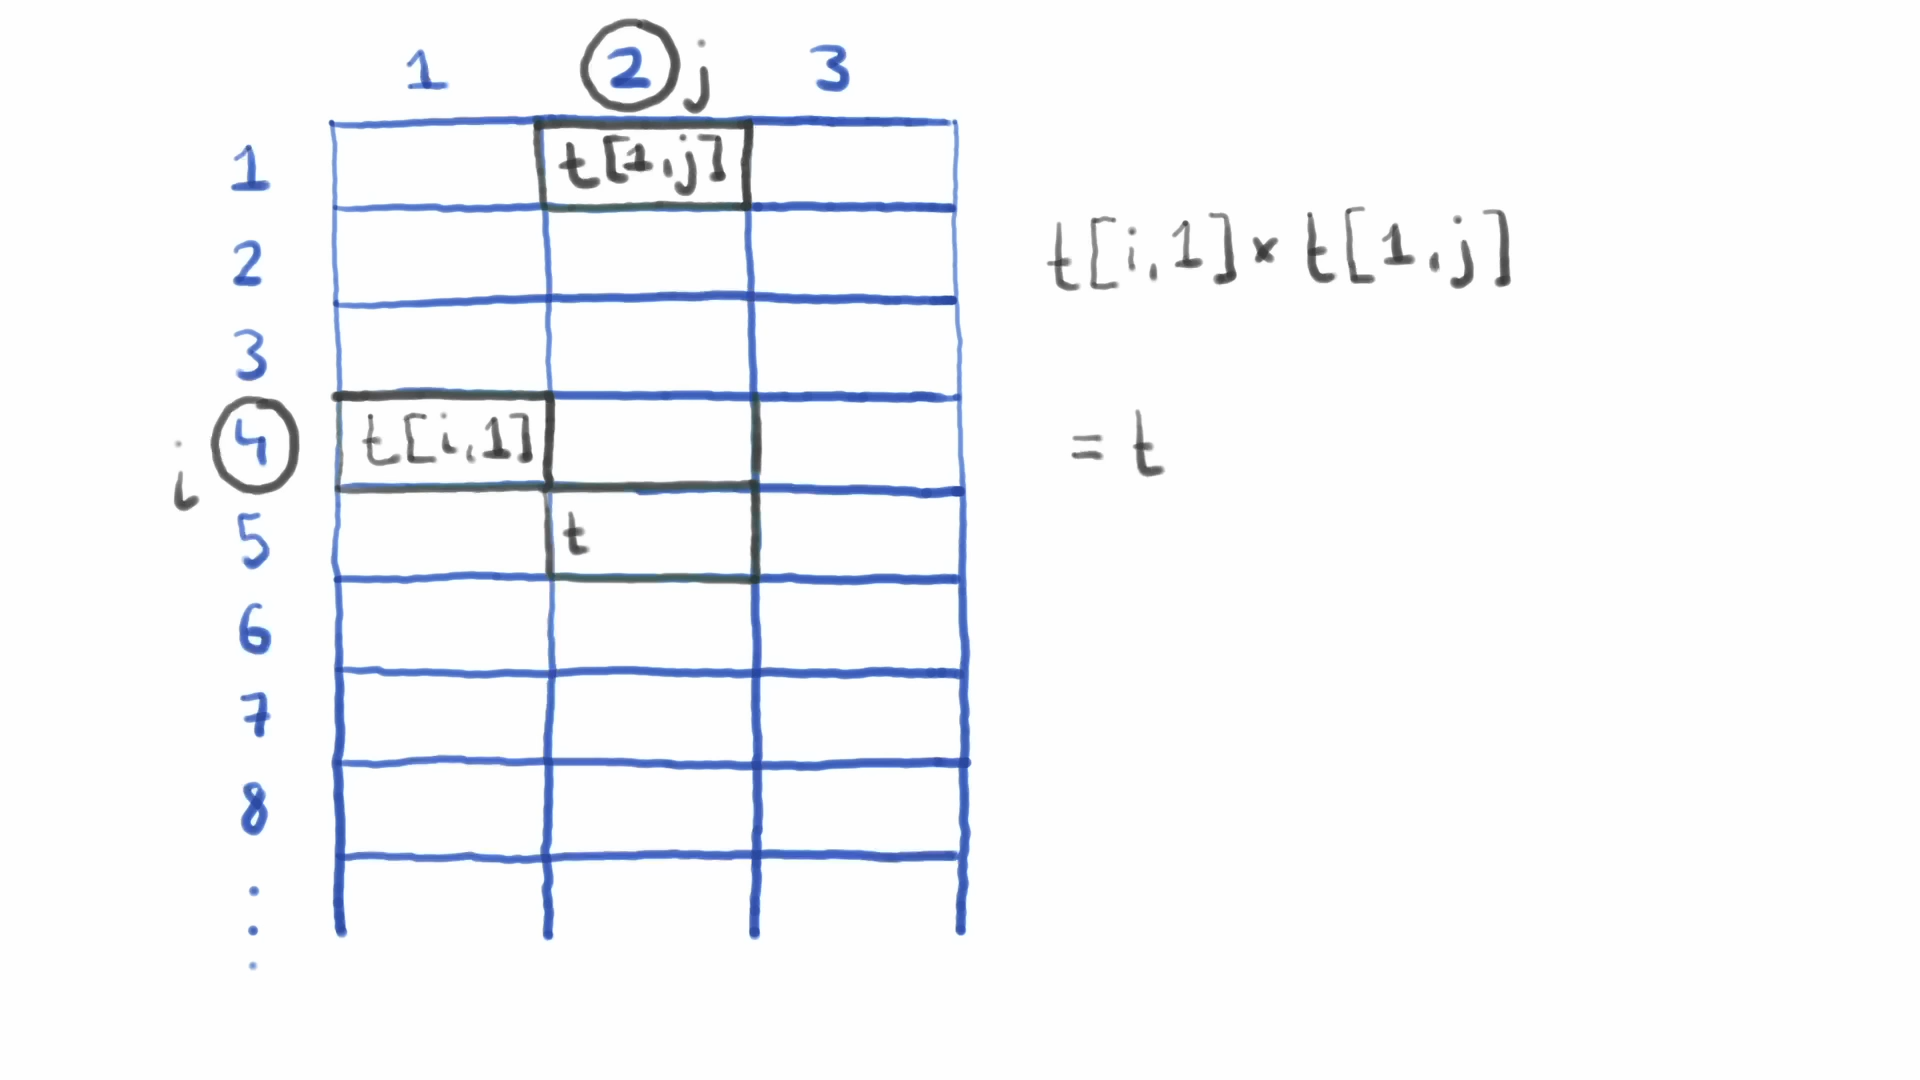 1 2 j 3
1 t[1,j]
2 t[i,1] × t[1,j]
3
i 4 t[i,1] = t
5 t
6
7
8